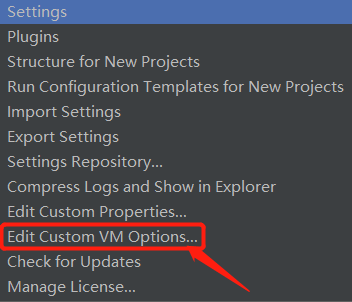 Settings
Plugins
Structure for New Projects
Run Configuration Templates for New Projects
Import Settings
Export Settings
Settings Repository...
Compress Logs and Show in Explorer
Edit Custom Properties...
Edit Custom VM Options...
Check for Updates
Manage License...